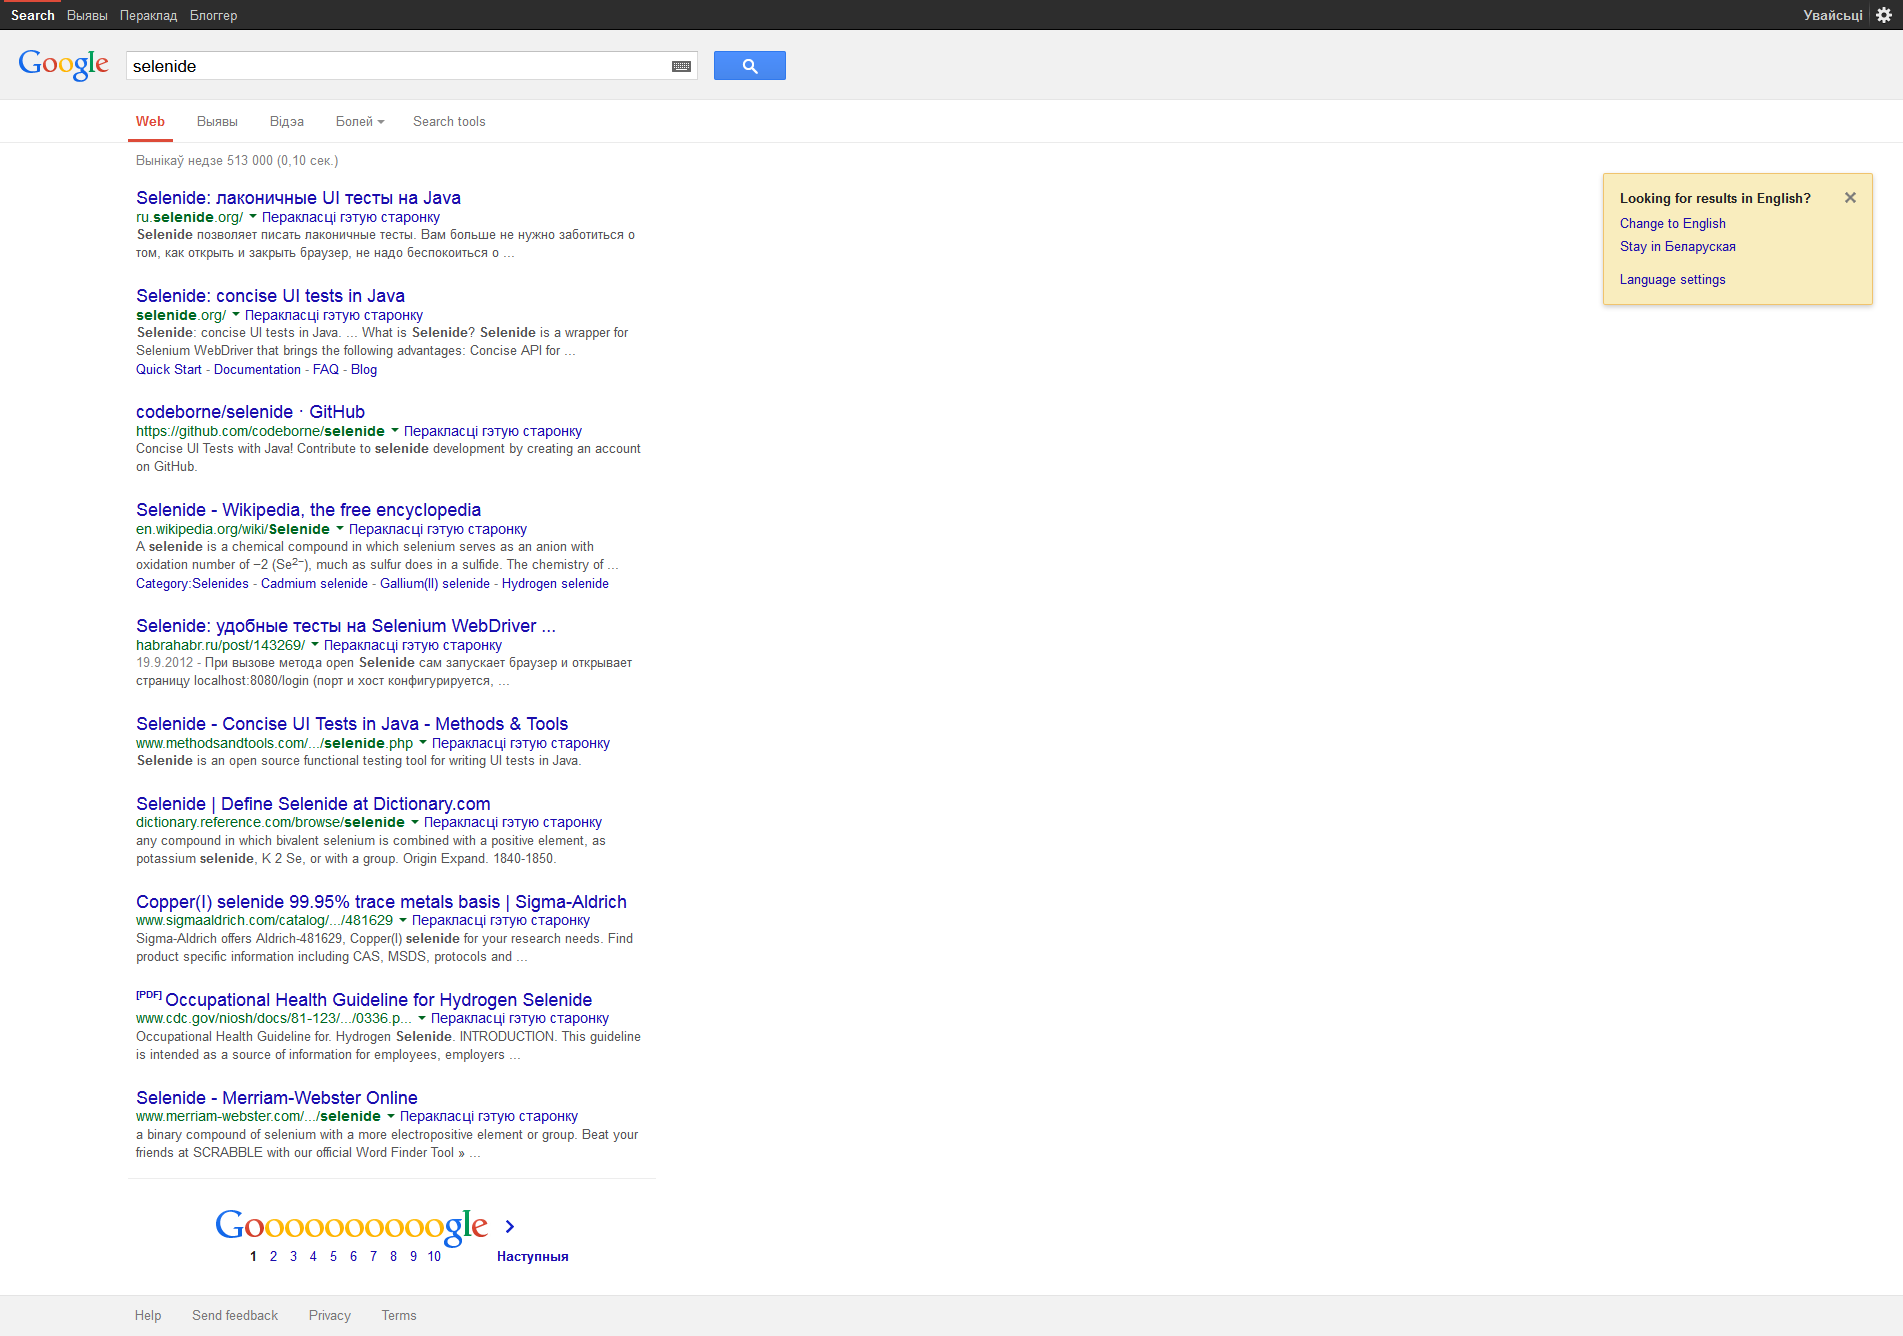 Search Выявы Пераклад Блоггер Увайсьці
Google selenide
Web Выявы Відэа Болей Search tools
Вынікаў недзе 513 000 (0,10 сек.)
Selenide: лаконичные UI тесты на Java
ru.selenide.org/ Перакласці гэтую старонку
Selenide позволяет писать лаконичные тесты. Вам больше не нужно заботиться о
том, как открыть и закрыть браузер, не надо беспокоиться о ...
Selenide: concise UI tests in Java
selenide.org/ Перакласці гэтую старонку
Selenide: concise UI tests in Java. ... What is Selenide? Selenide is a wrapper for
Selenium WebDriver that brings the following advantages: Concise API for ...
Quick Start - Documentation - FAQ - Blog
codeborne/selenide · GitHub
https://github.com/codeborne/selenide Перакласці гэтую старонку
Concise UI Tests with Java! Contribute to selenide development by creating an account
on GitHub.
Selenide - Wikipedia, the free encyclopedia
en.wikipedia.org/wiki/Selenide Перакласці гэтую старонку
A selenide is a chemical compound in which selenium serves as an anion with
oxidation number of −2 (Se²⁻), much as sulfur does in a sulfide. The chemistry of ...
Category:Selenides - Cadmium selenide - Gallium(II) selenide - Hydrogen selenide
Selenide: удобные тесты на Selenium WebDriver ...
habrahabr.ru/post/143269/ Перакласці гэтую старонку
19.9.2012 - При вызове метода open Selenide сам запускает браузер и открывает
страницу localhost:8080/login (порт и хост конфигурируется, ...
Selenide - Concise UI Tests in Java - Methods & Tools
www.methodsandtools.com/.../selenide.php Перакласці гэтую старонку
Selenide is an open source functional testing tool for writing UI tests in Java.
Selenide | Define Selenide at Dictionary.com
dictionary.reference.com/browse/selenide Перакласці гэтую старонку
any compound in which bivalent selenium is combined with a positive element, as
potassium selenide, K 2 Se, or with a group. Origin Expand. 1840-1850.
Copper(I) selenide 99.95% trace metals basis | Sigma-Aldrich
www.sigmaaldrich.com/catalog/.../481629 Перакласці гэтую старонку
Sigma-Aldrich offers Aldrich-481629, Copper(I) selenide for your research needs. Find
product specific information including CAS, MSDS, protocols and ...
[PDF] Occupational Health Guideline for Hydrogen Selenide
www.cdc.gov/niosh/docs/81-123/.../0336.p... Перакласці гэтую старонку
Occupational Health Guideline for. Hydrogen Selenide. INTRODUCTION. This guideline
is intended as a source of information for employees, employers ...
Selenide - Merriam-Webster Online
www.merriam-webster.com/.../selenide Перакласці гэтую старонку
a binary compound of selenium with a more electropositive element or group. Beat your
friends at SCRABBLE with our official Word Finder Tool » ...
Looking for results in English?
Change to English
Stay in Беларуская
Language settings
Goooooooooogle
1 2 3 4 5 6 7 8 9 10 Наступныя
Help Send feedback Privacy Terms